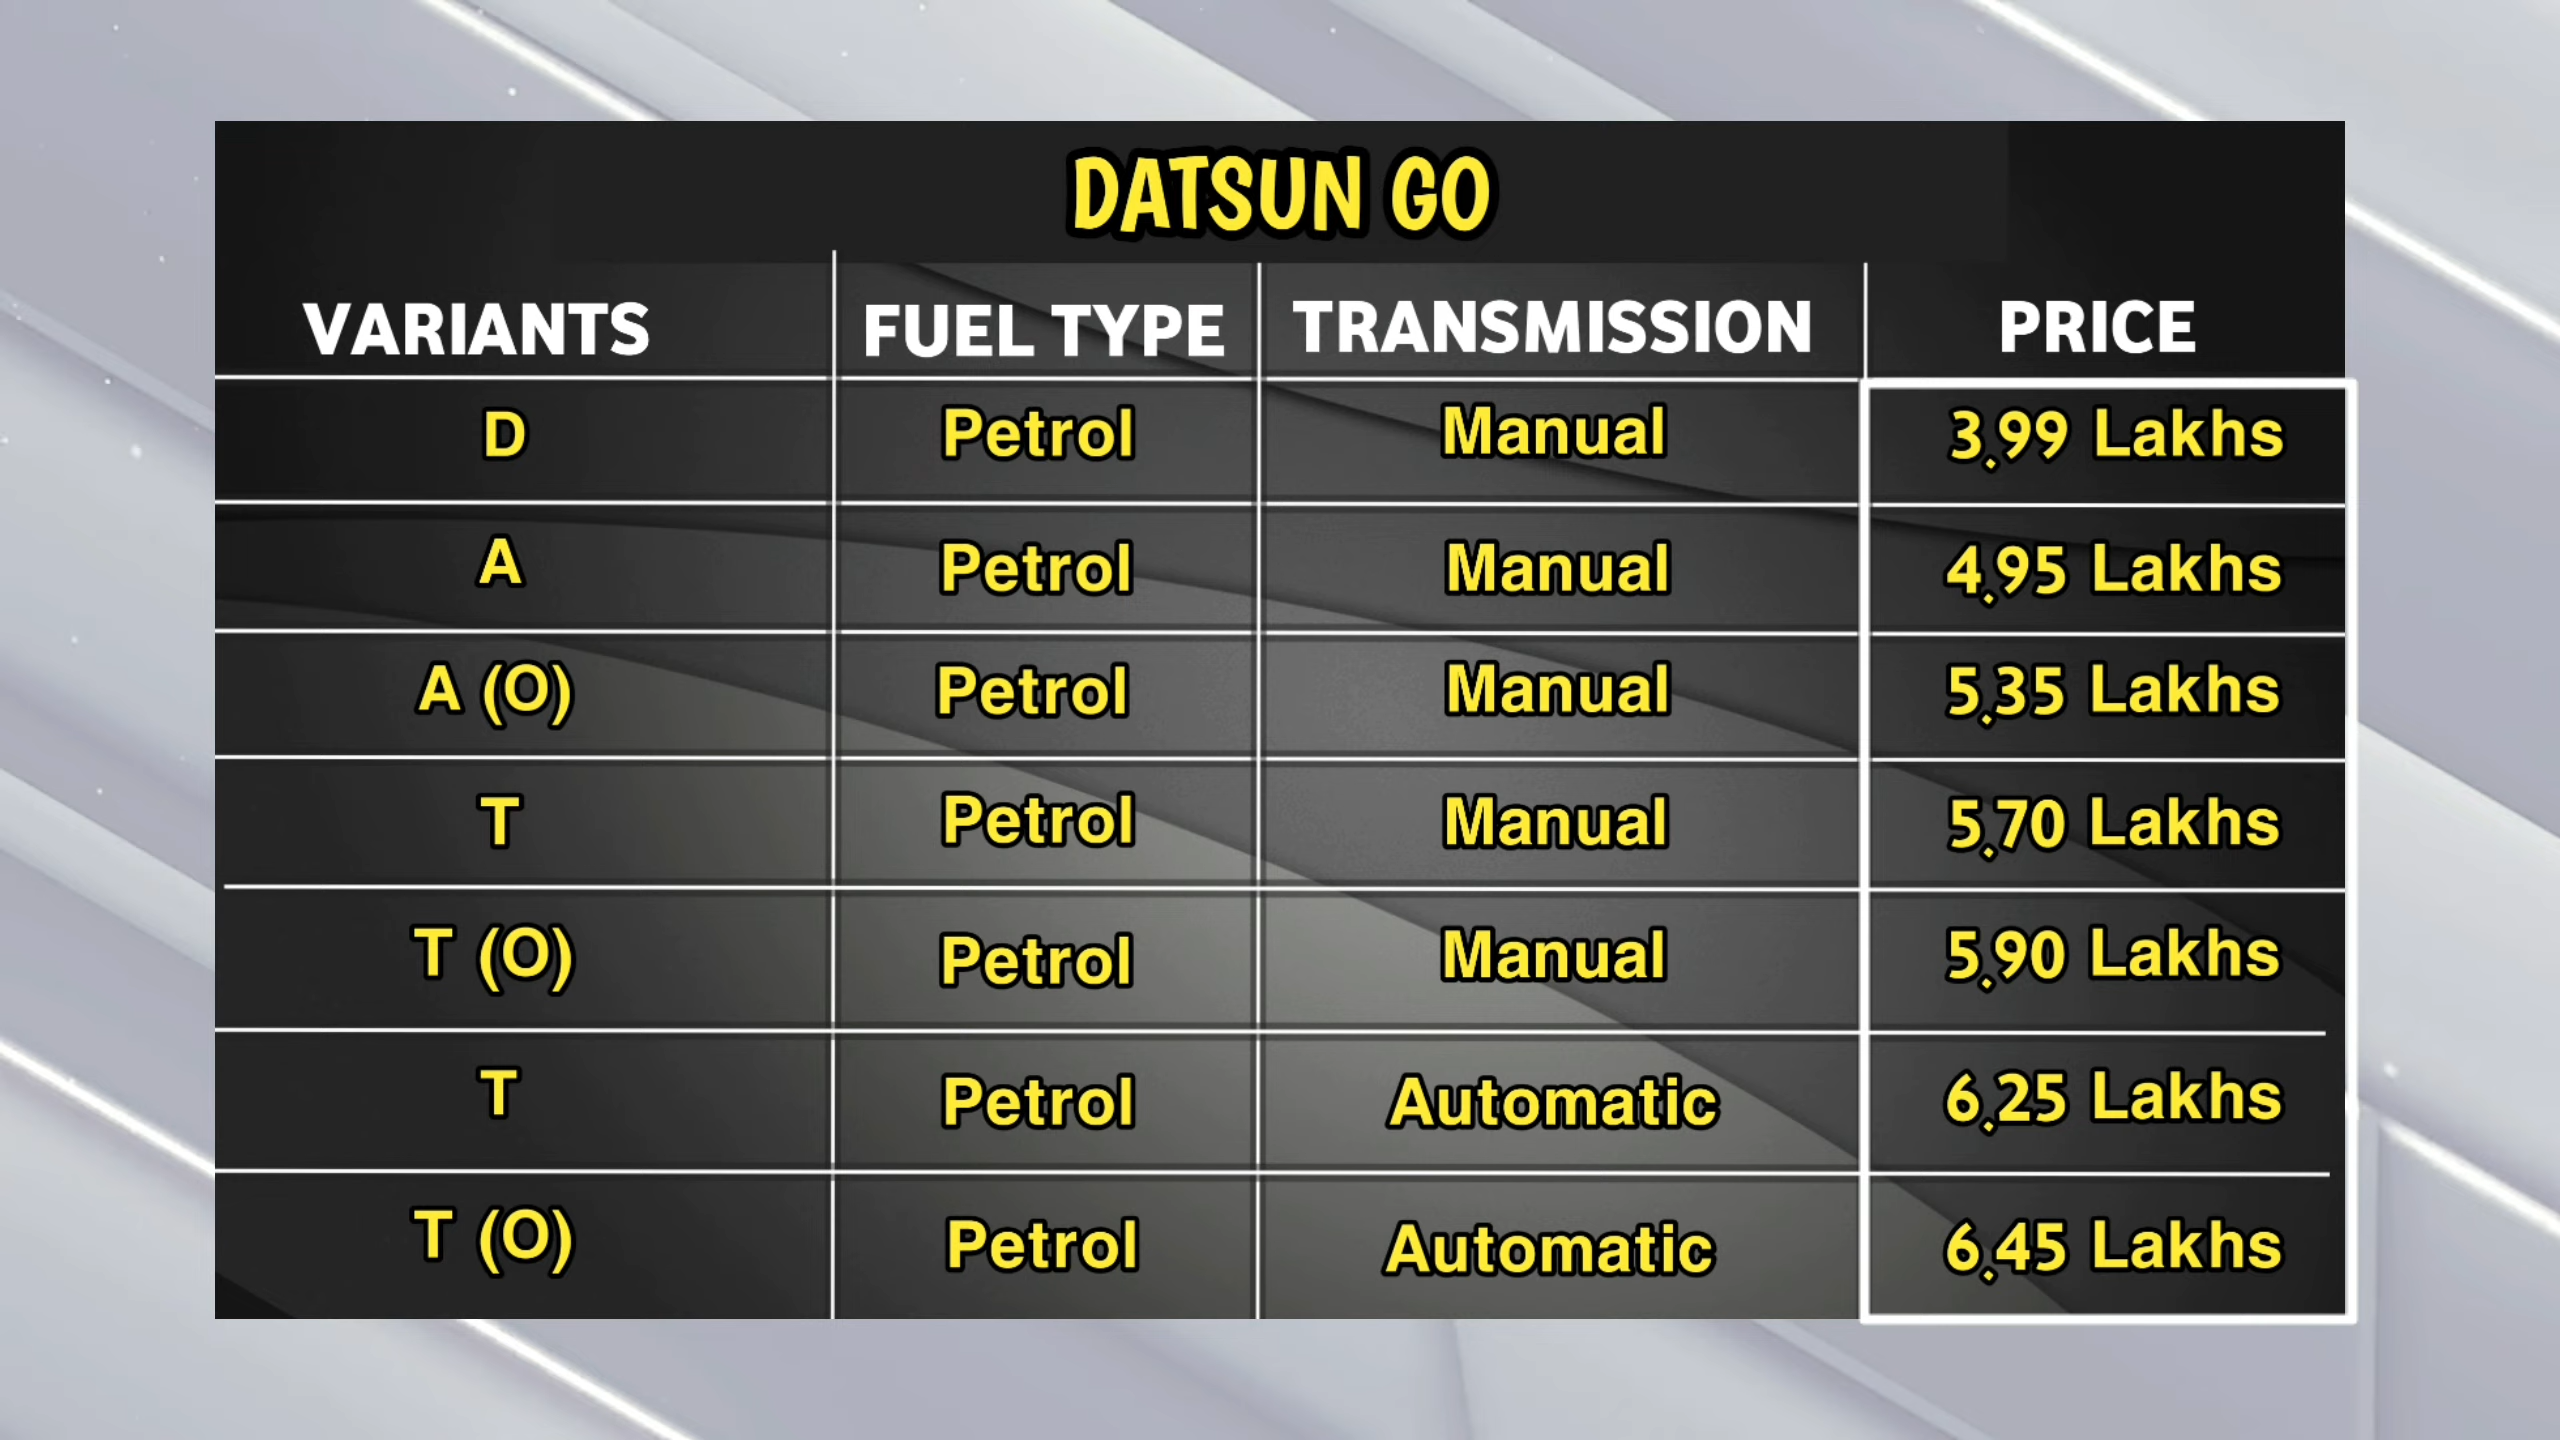 DATSUN GO
VARIANTS FUEL TYPE TRANSMISSION PRICE
D Petrol Manual 3.99 Lakhs
A Petrol Manual 4.95 Lakhs
A (O) Petrol Manual 5.35 Lakhs
T Petrol Manual 5.70 Lakhs
T (O) Petrol Manual 5.90 Lakhs
T Petrol Automatic 6.25 Lakhs
T (O) Petrol Automatic 6.45 Lakhs